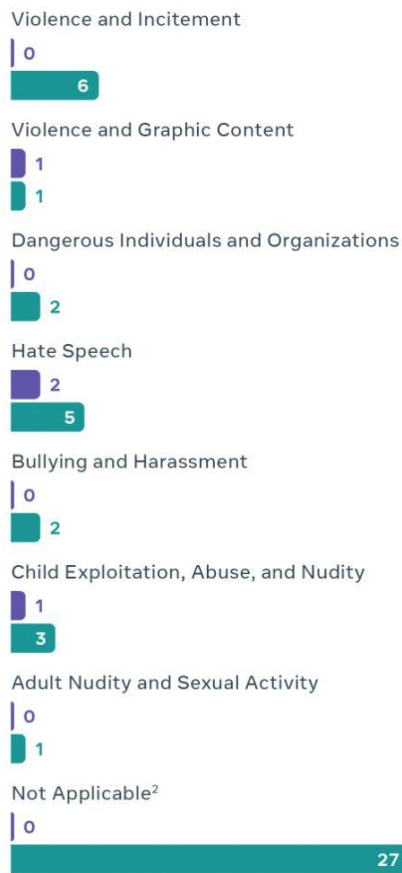 Violence and Incitement
0
6
Violence and Graphic Content
1
1
Dangerous Individuals and Organizations
0
2
Hate Speech
2
5
Bullying and Harassment
0
2
Child Exploitation, Abuse, and Nudity
1
3
Adult Nudity and Sexual Activity
0
1
Not Applicable²
0
27